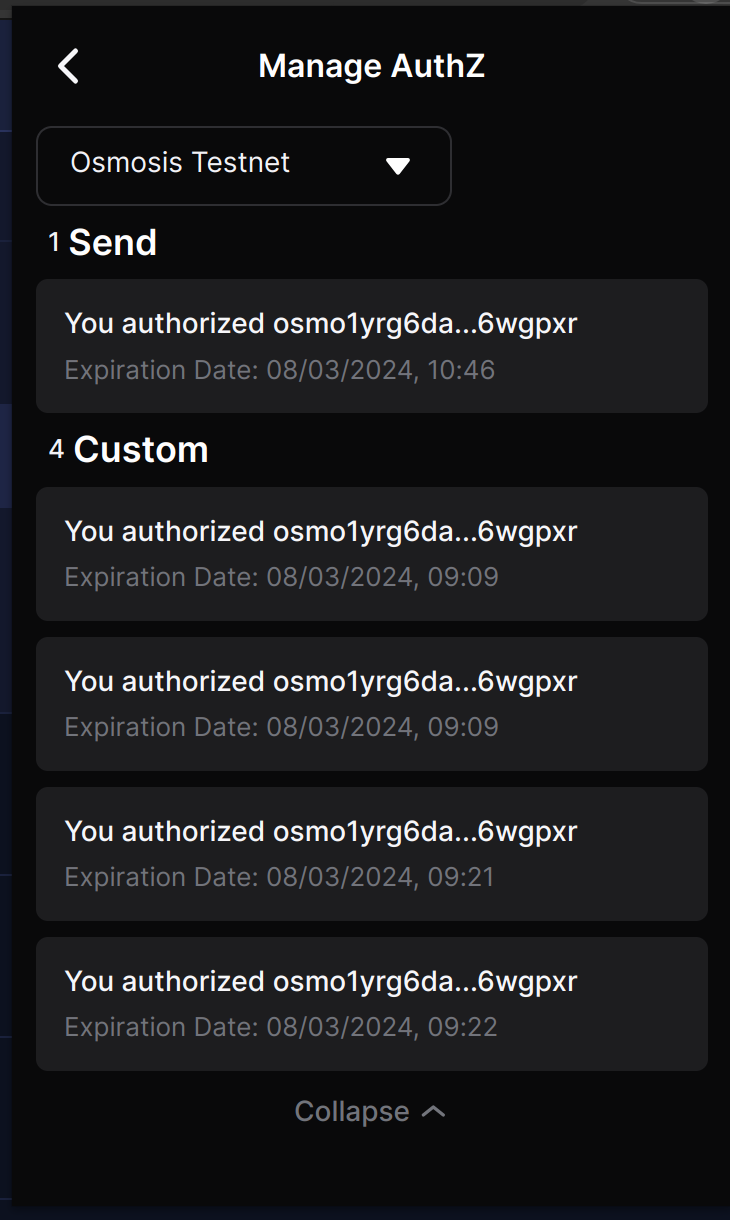 Manage AuthZ
Osmosis Testnet
1 Send
You authorized osmo1yrg6da...6wgpxr
Expiration Date: 08/03/2024, 10:46
4 Custom
You authorized osmo1yrg6da...6wgpxr
Expiration Date: 08/03/2024, 09:09
You authorized osmo1yrg6da...6wgpxr
Expiration Date: 08/03/2024, 09:09
You authorized osmo1yrg6da...6wgpxr
Expiration Date: 08/03/2024, 09:21
You authorized osmo1yrg6da...6wgpxr
Expiration Date: 08/03/2024, 09:22
Collapse